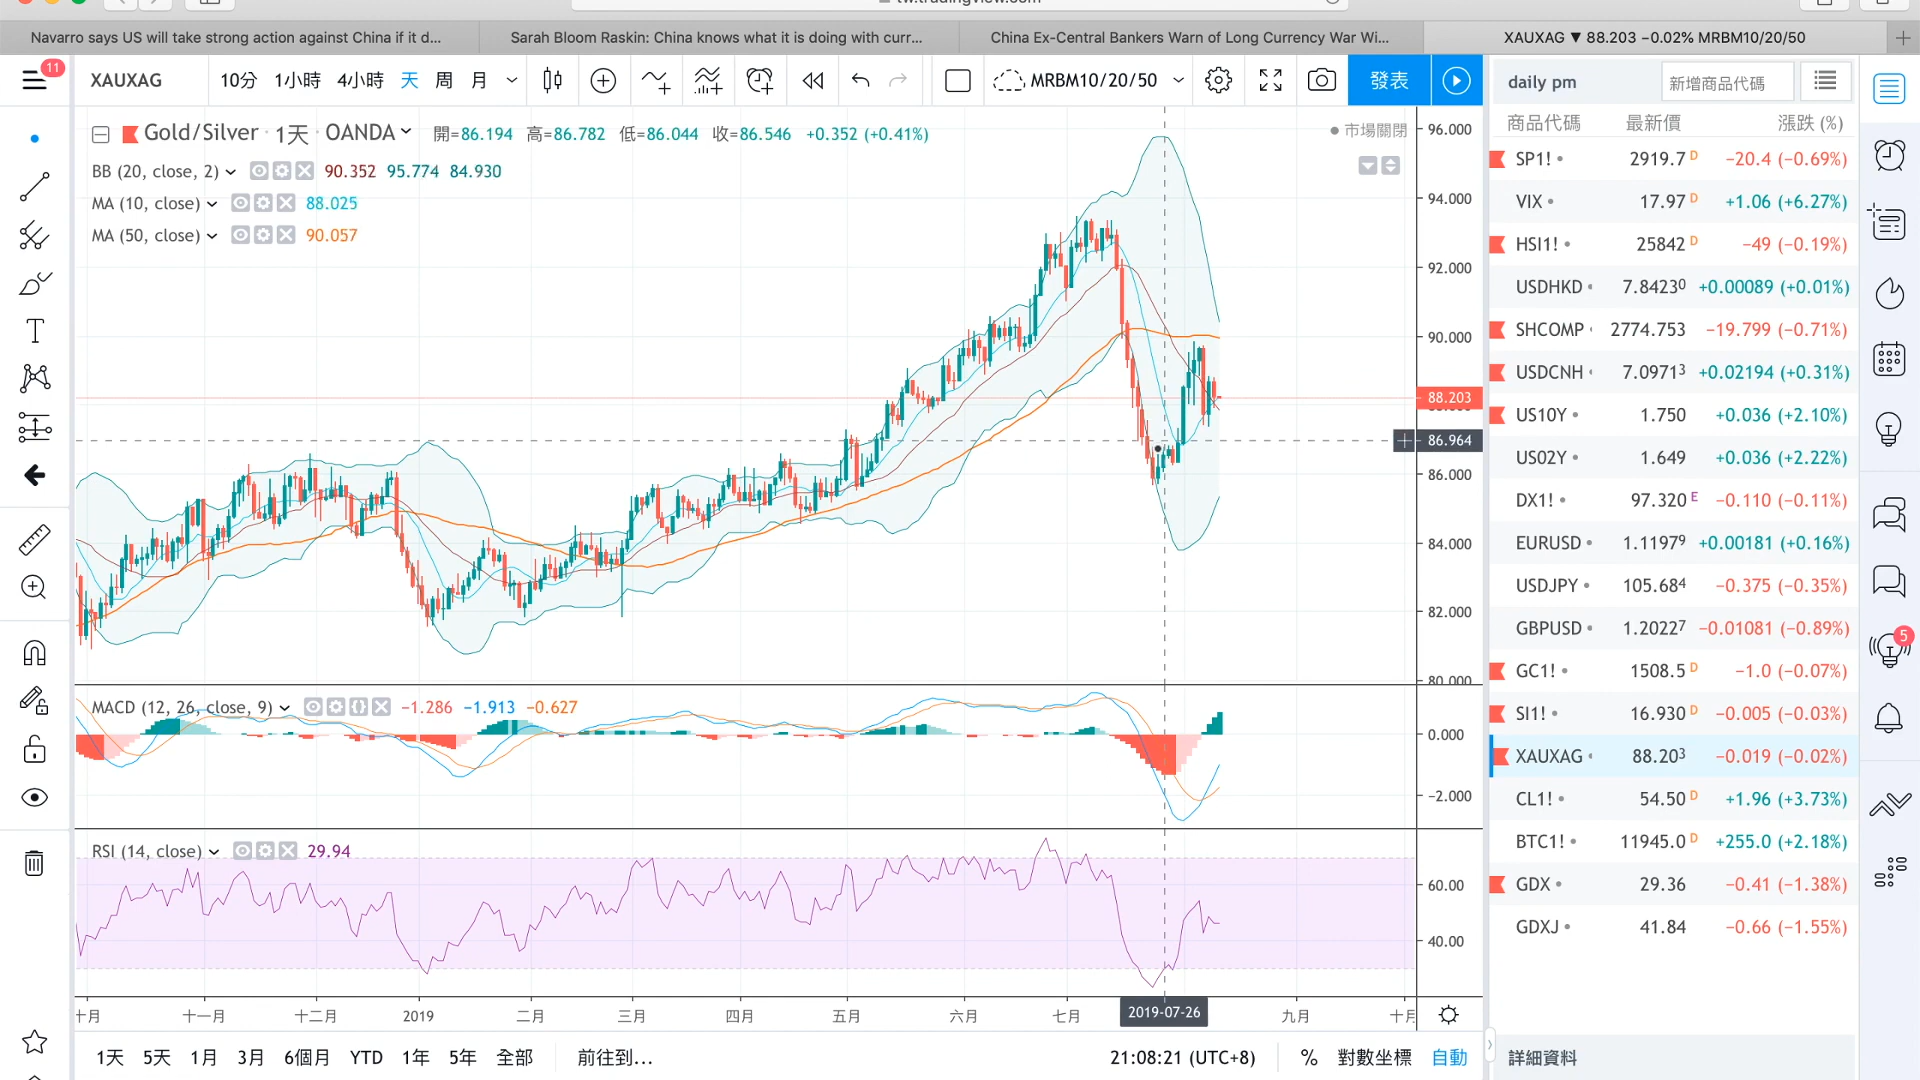 Navarro says US will take strong action against China if it d...
Sarah Bloom Raskin: China knows what it is doing with curr...
China Ex-Central Bankers Warn of Long Currency War Wi...
XAUXAG ▼ 88.203 −0.02% MRBM10/20/50
11
XAUXAG
10分 1小時 4小時 天 周 月
MRBM10/20/50
發表
Gold/Silver · 1天 · OANDA
開=86.194 高=86.782 低=86.044 收=86.546 +0.352 (+0.41%)
市場關閉
BB (20, close, 2) 90.352 95.774 84.930
MA (10, close) 88.025
MA (50, close) 90.057
96.000
94.000
92.000
90.000
88.203
86.964
86.000
84.000
82.000
80.000
MACD (12, 26, close, 9) −1.286 −1.913 −0.627
0.000
−2.000
RSI (14, close) 29.94
60.00
40.00
十月 十一月 十二月 2019 二月 三月 四月 五月 六月 七月 2019-07-26 九月 十月
1天 5天 1月 3月 6個月 YTD 1年 5年 全部 前往到...
21:08:21 (UTC+8) % 對數坐標 自動
daily pm
新增商品代碼
商品代碼 最新價 漲跌 (%)
SP1! 2919.7 D −20.4 (−0.69%)
VIX 17.97 D +1.06 (+6.27%)
HSI1! 25842 D −49 (−0.19%)
USDHKD 7.84230 +0.00089 (+0.01%)
SHCOMP 2774.753 −19.799 (−0.71%)
USDCNH 7.09713 +0.02194 (+0.31%)
US10Y 1.750 +0.036 (+2.10%)
US02Y 1.649 +0.036 (+2.22%)
DX1! 97.320 E −0.110 (−0.11%)
EURUSD 1.11979 +0.00181 (+0.16%)
USDJPY 105.684 −0.375 (−0.35%)
GBPUSD 1.20227 −0.01081 (−0.89%)
GC1! 1508.5 D −1.0 (−0.07%)
SI1! 16.930 D −0.005 (−0.03%)
XAUXAG 88.203 −0.019 (−0.02%)
CL1! 54.50 D +1.96 (+3.73%)
BTC1! 11945.0 D +255.0 (+2.18%)
GDX 29.36 −0.41 (−1.38%)
GDXJ 41.84 −0.66 (−1.55%)
詳細資料
5